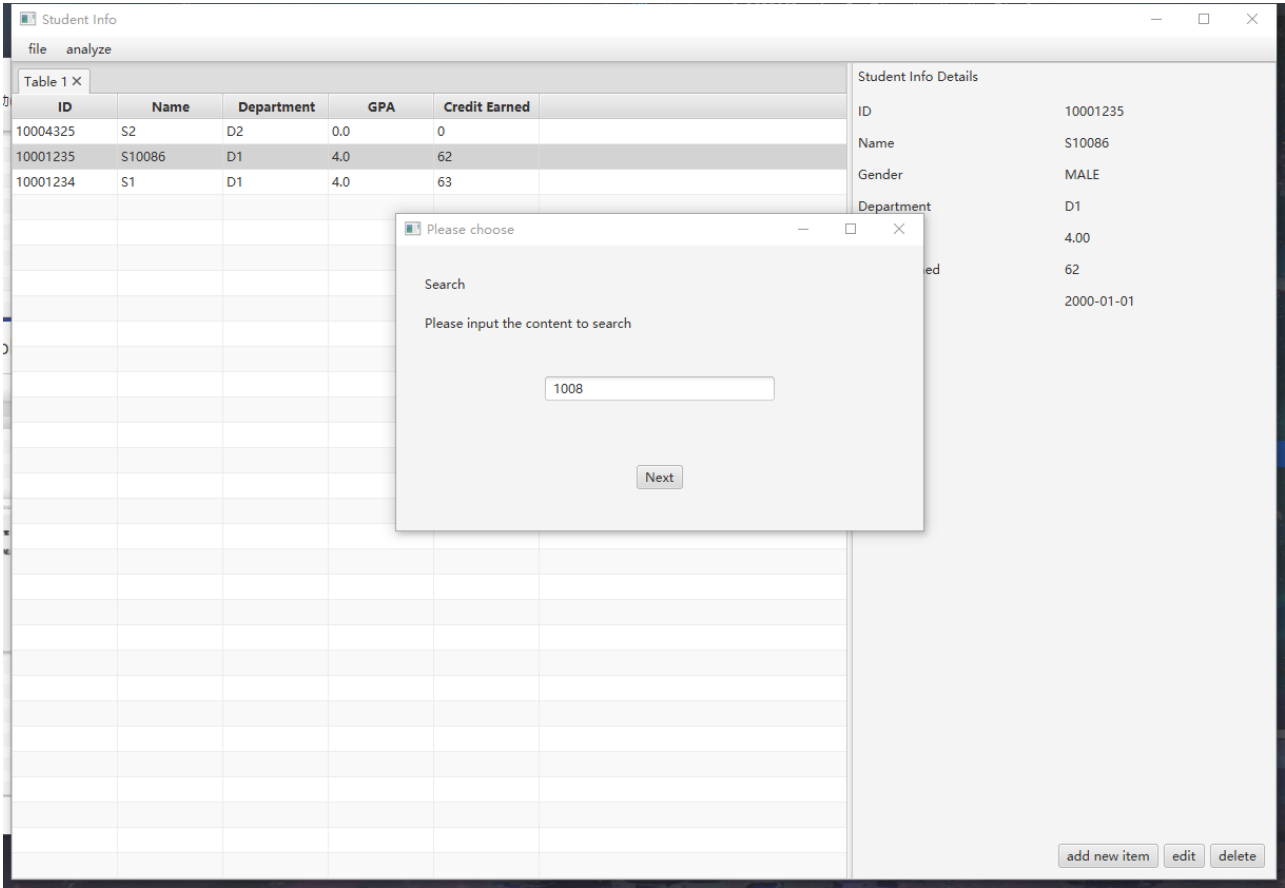 Student Info
file analyze
Table 1
ID Name Department GPA Credit Earned
10004325 S2 D2 0.0 0
10001235 S10086 D1 4.0 62
10001234 S1 D1 4.0 63
Please choose
Search
Please input the content to search
1008
Next
Student Info Details
ID 10001235
Name S10086
Gender MALE
Department D1
4.00
ed 62
2000-01-01
add new item edit delete